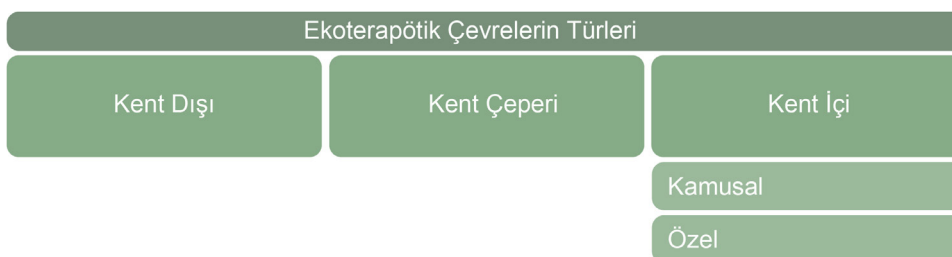 Ekoterapötik Çevrelerin Türleri
Kent Dışı
Kent Çeperi
Kent İçi
Kamusal
Özel